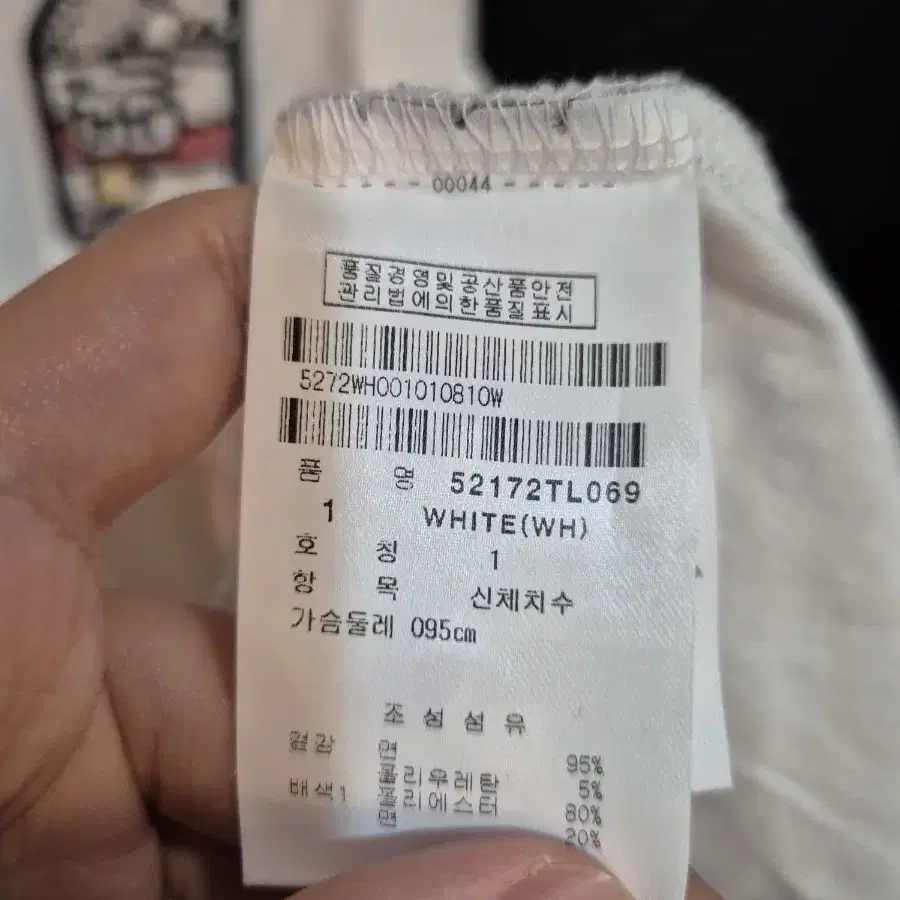 - - - - - 00044 - - - - -
품질경영및공산품안전
관리법에의한품질표시
5272WH001010810W
품 명 52172TL069
1 WHITE(WH)
호 칭 1
항 목 신체치수
가슴둘레 095cm
조 성 섬 유
겉감 면 95%
폴리우레탄 5%
배색1 폴리에스터 80%
면 20%